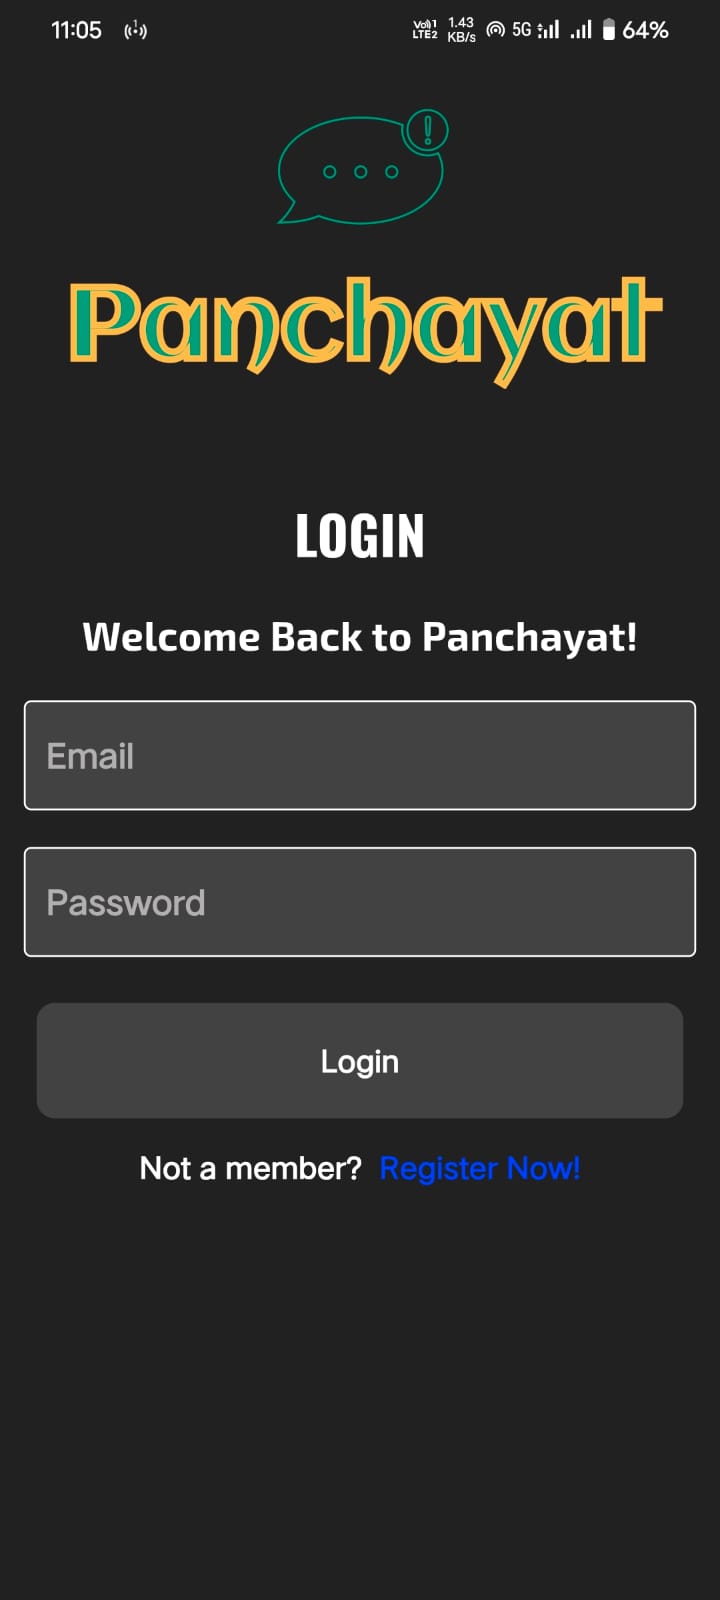 11:05 1 Vo))1 LTE2 1.43 KB/s 5G 64%
!
Panchayat
LOGIN
Welcome Back to Panchayat!
Email
Password
Login
Not a member? Register Now!